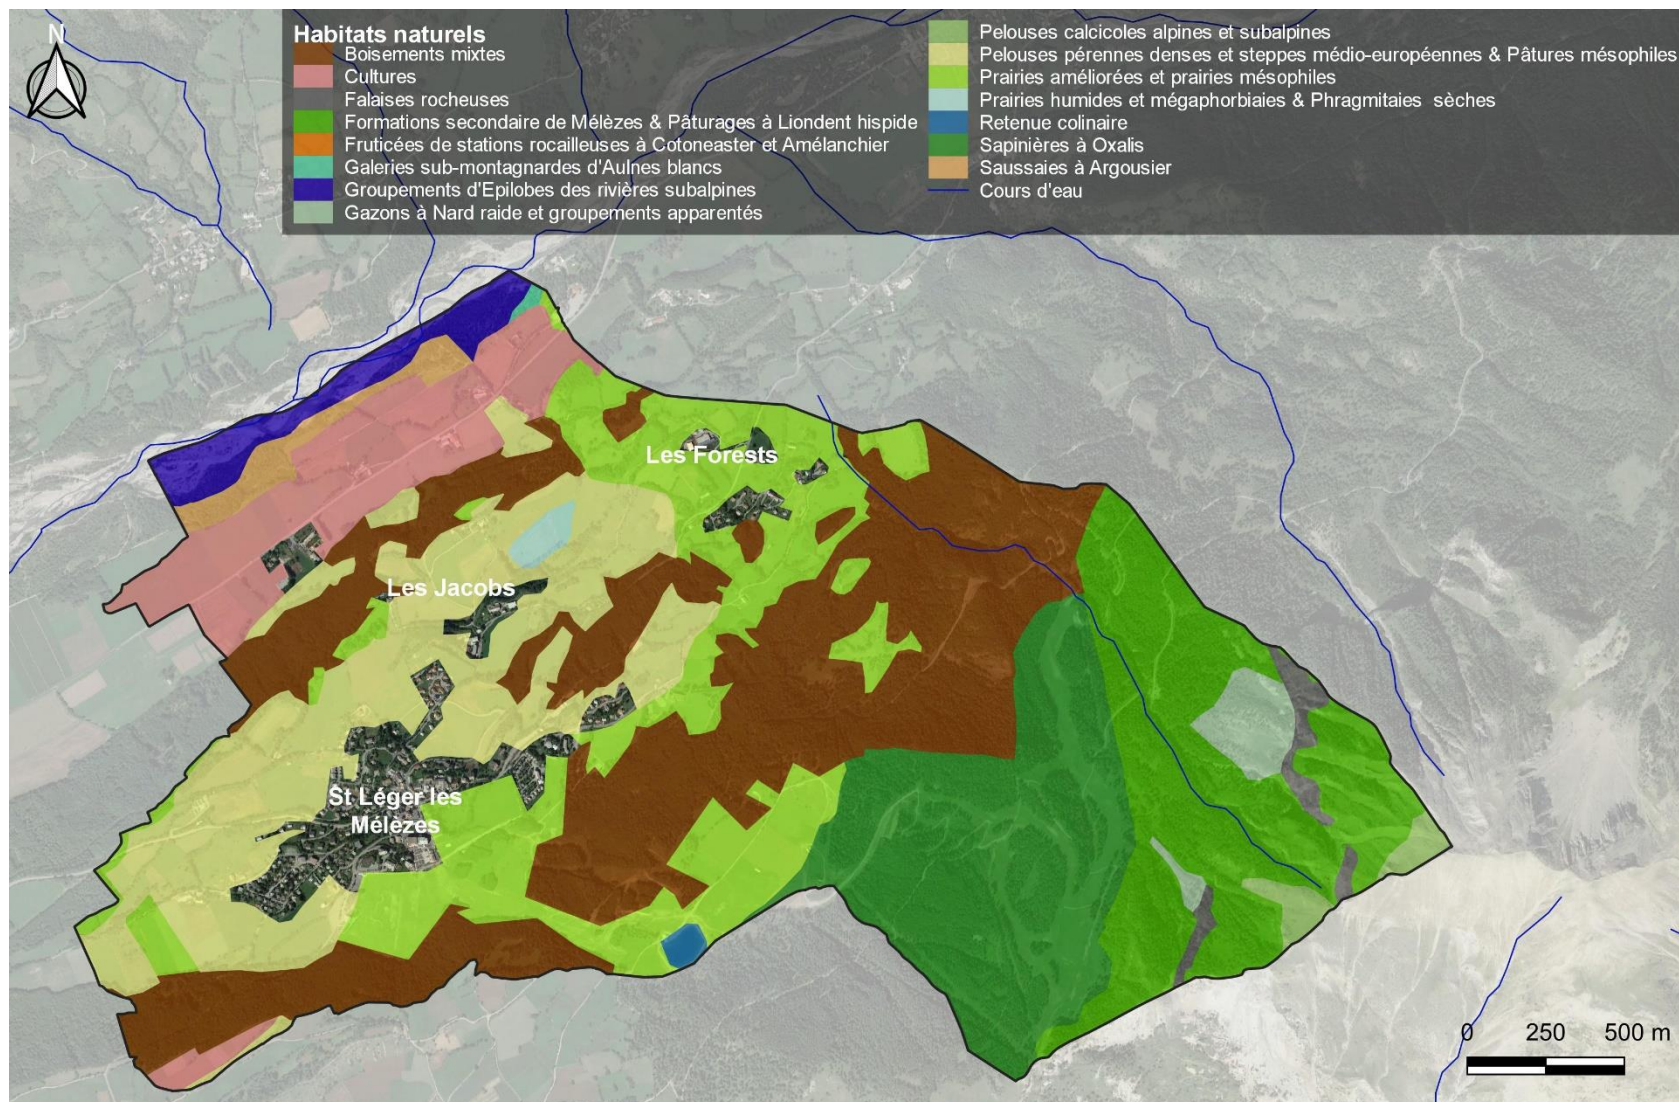 N
Habitats naturels
Boisements mixtes
Cultures
Falaises rocheuses
Formations secondaire de Mélèzes & Pâturages à Liondent hispide
Fruticées de stations rocailleuses à Cotoneaster et Amélanchier
Galeries sub-montagnardes d'Aulnes blancs
Groupements d'Epilobes des rivières subalpines
Gazons à Nard raide et groupements apparentés
Pelouses calcicoles alpines et subalpines
Pelouses pérennes denses et steppes médio-européennes & Pâtures mésophiles
Prairies améliorées et prairies mésophiles
Prairies humides et mégaphorbiaies & Phragmitaies sèches
Retenue colinaire
Sapinières à Oxalis
Saussaies à Argousier
Cours d'eau
Les Forests
Les Jacobs
St Léger les
Mélèzes
0 250 500 m